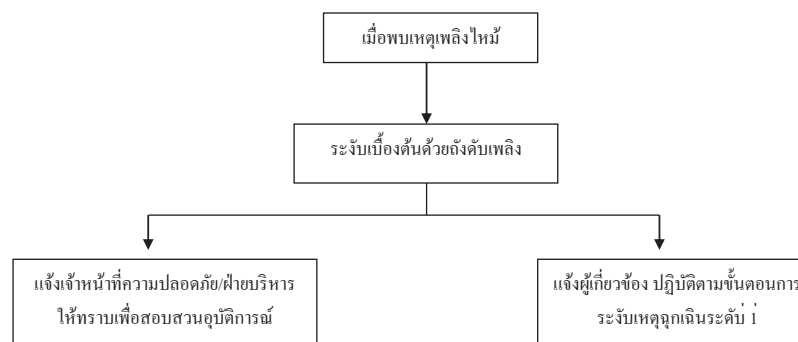 เมื่อพบเหตุเพลิงไหม้
ระงับเบื้องต้นด้วยถังดับเพลิง
แจ้งเจ้าหน้าที่ความปลอดภัย/ฝ่ายบริหาร
ให้ทราบเพื่อสอบสวนอุบัติการณ์
แจ้งผู้เกี่ยวข้อง ปฏิบัติตามขั้นตอนการ
ระงับเหตุฉุกเฉินระดับ 1